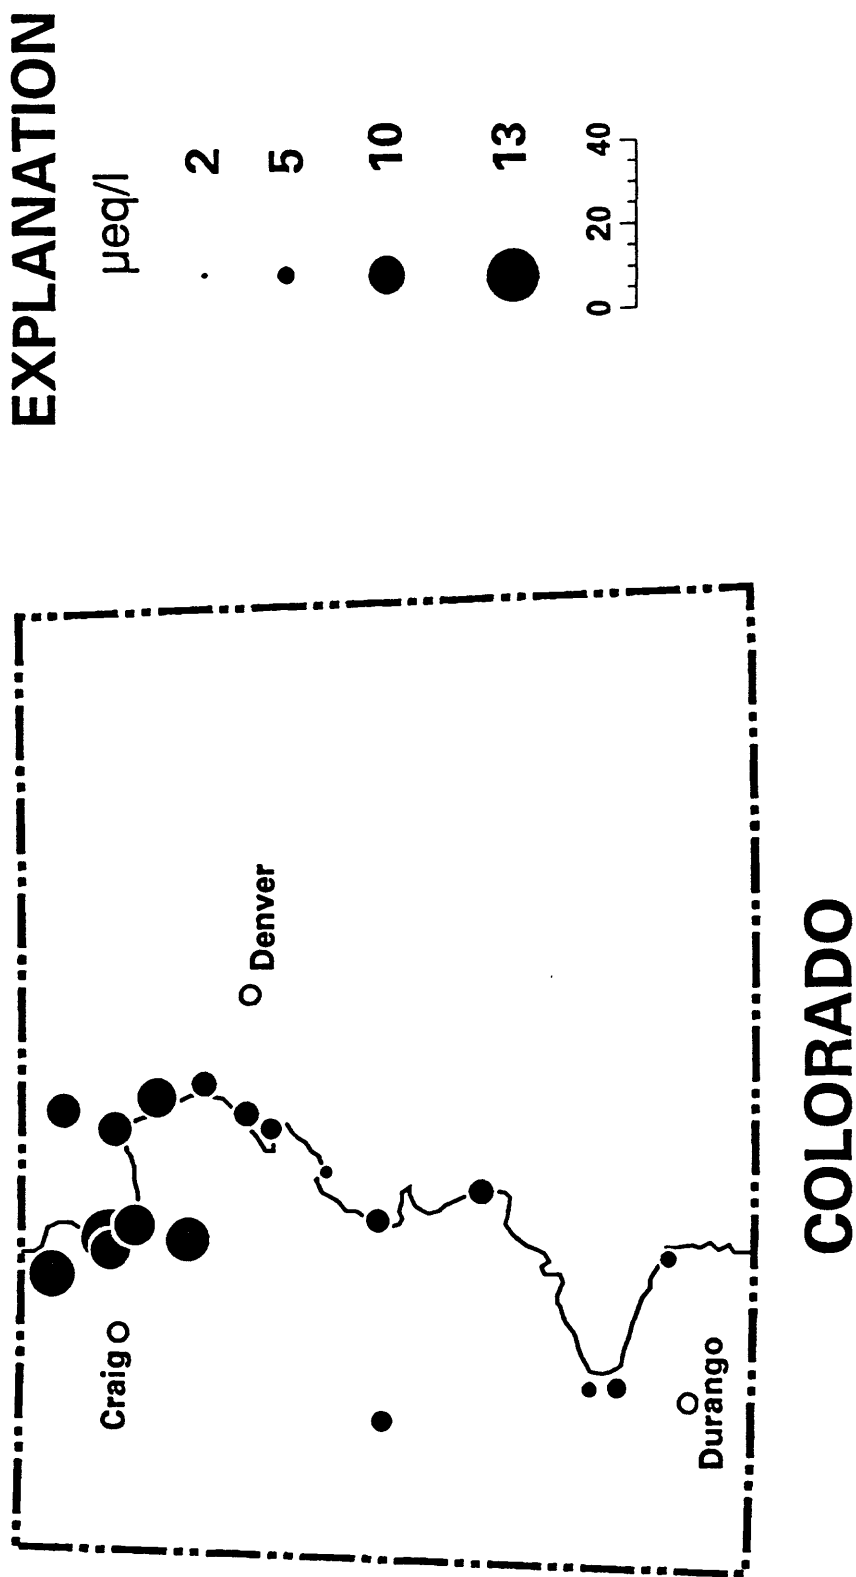 EXPLANATION
µeq/l
2
5
10
13
0 20 40
Craig
Denver
Durango
COLORADO